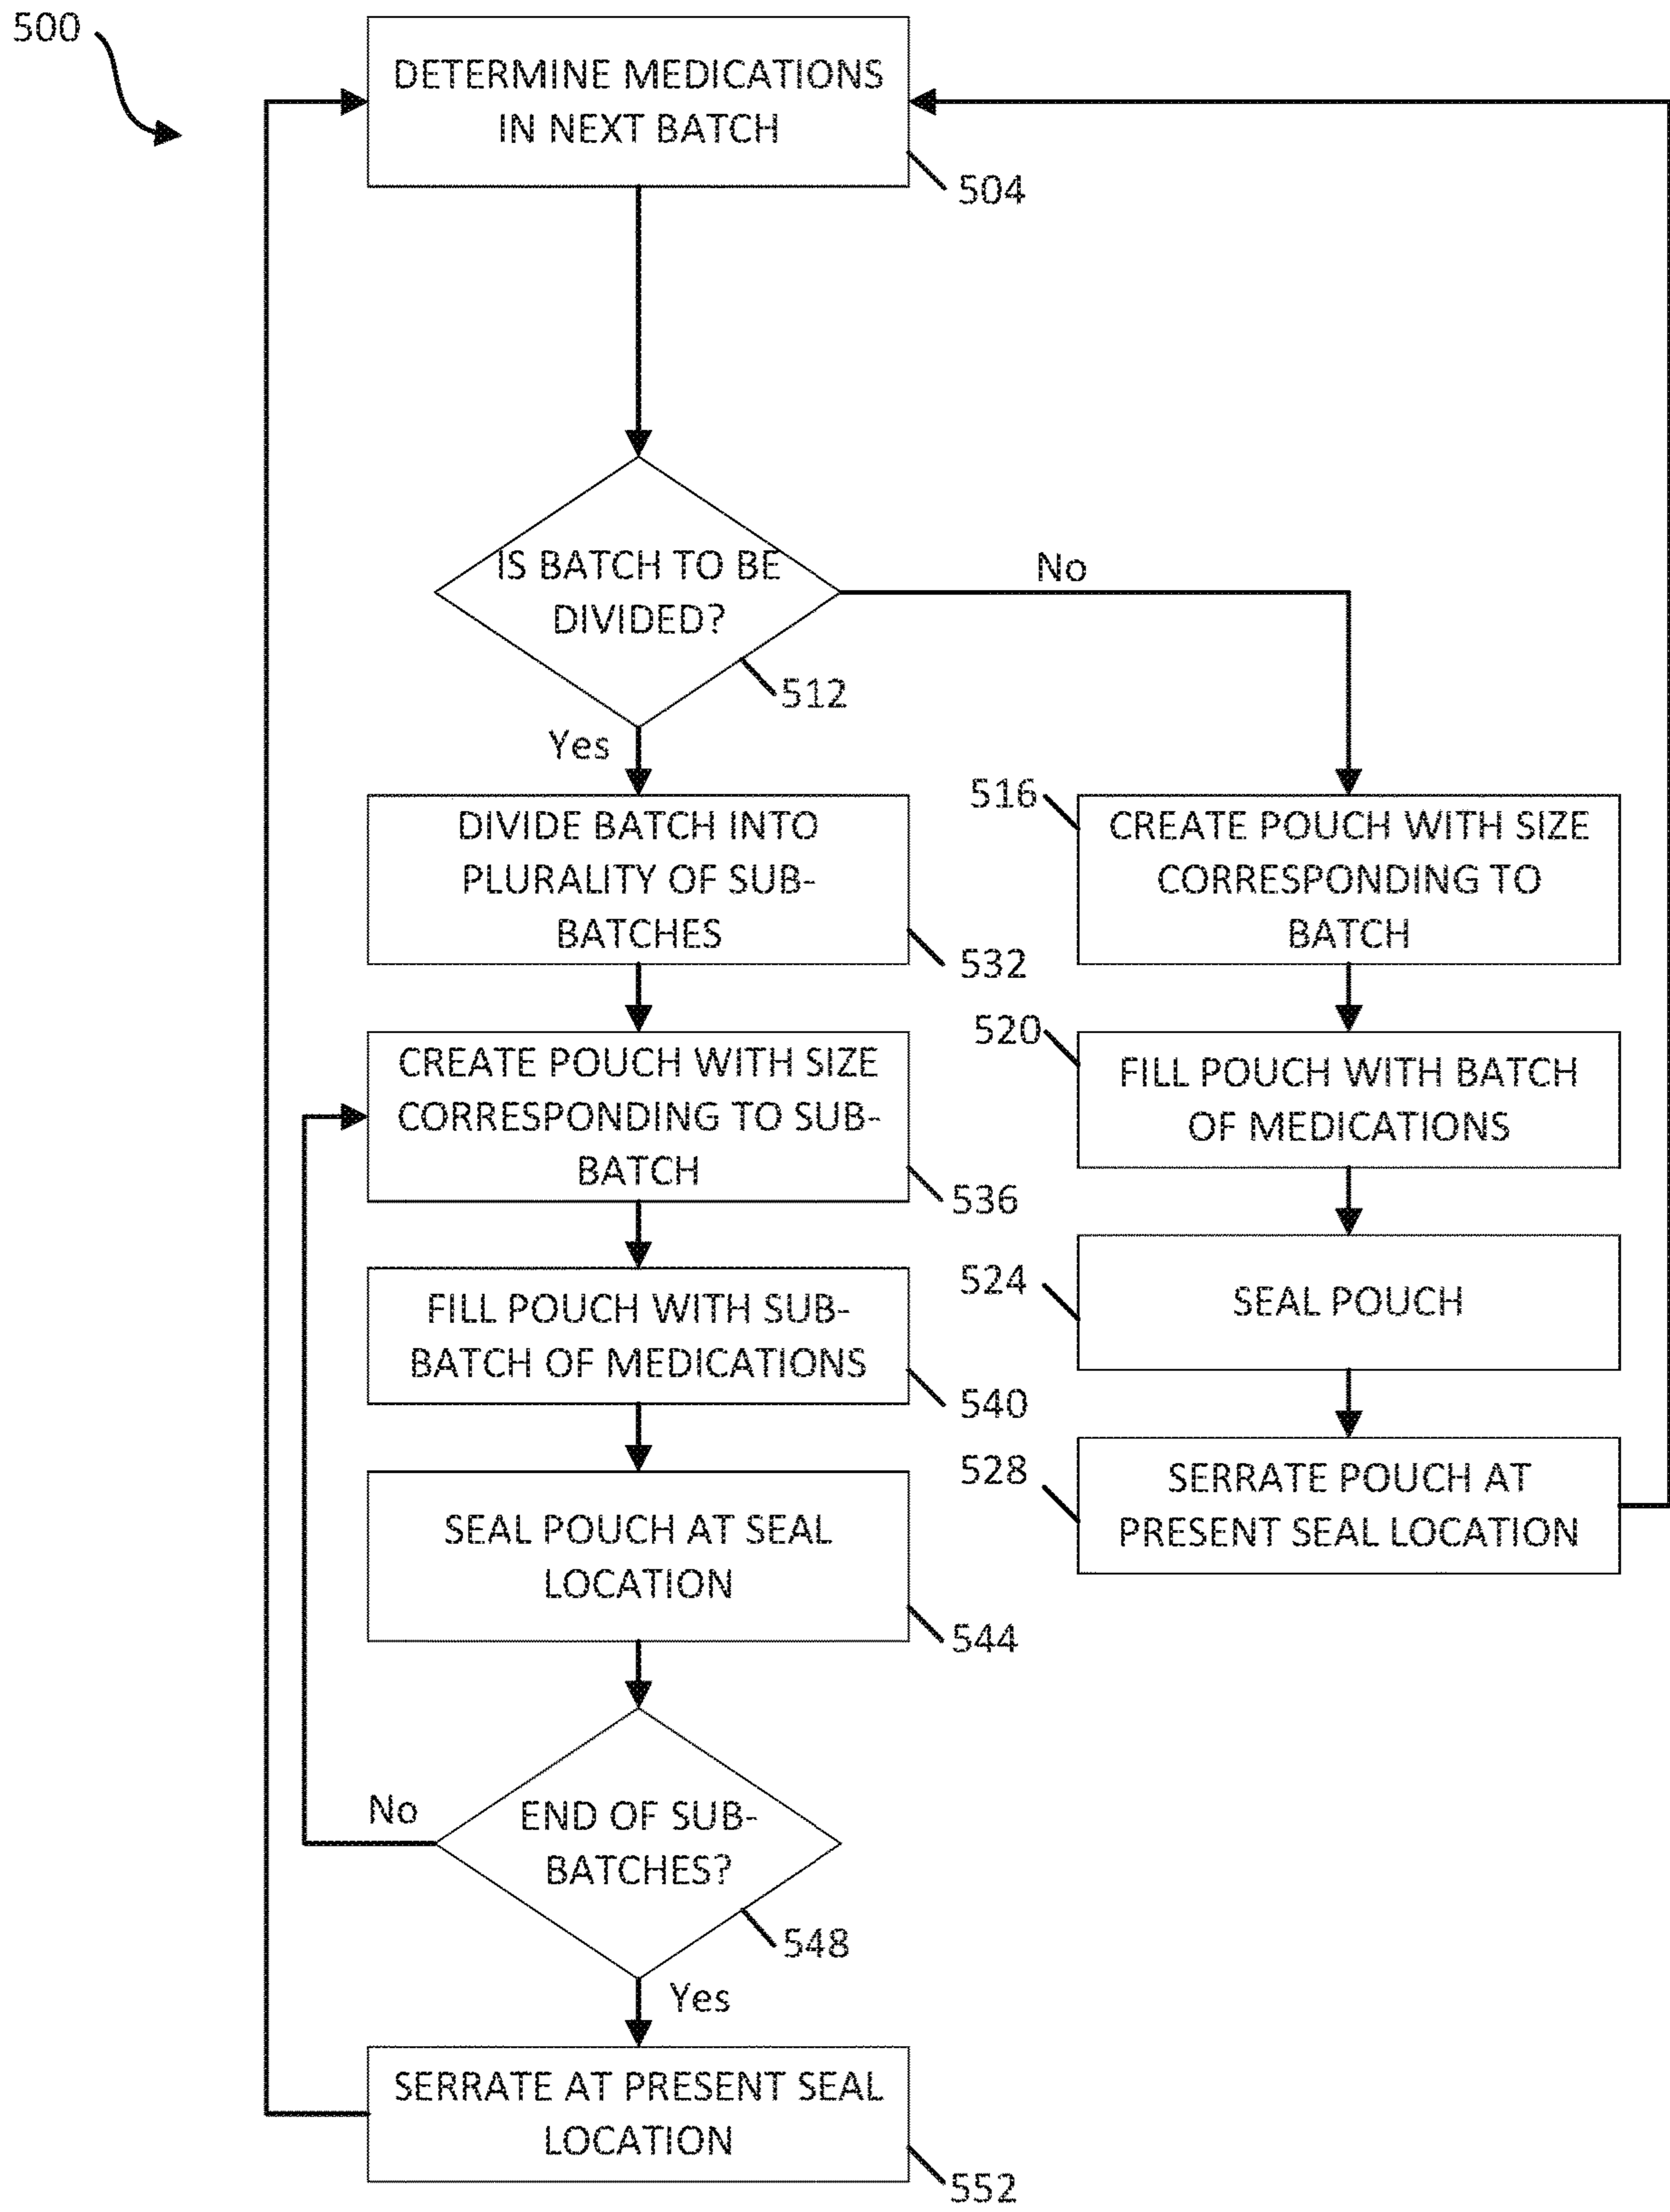 500
DETERMINE MEDICATIONS
IN NEXT BATCH
504
IS BATCH TO BE
DIVIDED?
512
No
Yes
DIVIDE BATCH INTO
PLURALITY OF SUB-
BATCHES
532
516
CREATE POUCH WITH SIZE
CORRESPONDING TO
BATCH
CREATE POUCH WITH SIZE
CORRESPONDING TO SUB-
BATCH
536
520
FILL POUCH WITH BATCH
OF MEDICATIONS
FILL POUCH WITH SUB-
BATCH OF MEDICATIONS
540
524
SEAL POUCH
SEAL POUCH AT SEAL
LOCATION
544
528
SERRATE POUCH AT
PRESENT SEAL LOCATION
No
END OF SUB-
BATCHES?
548
Yes
SERRATE AT PRESENT SEAL
LOCATION
552